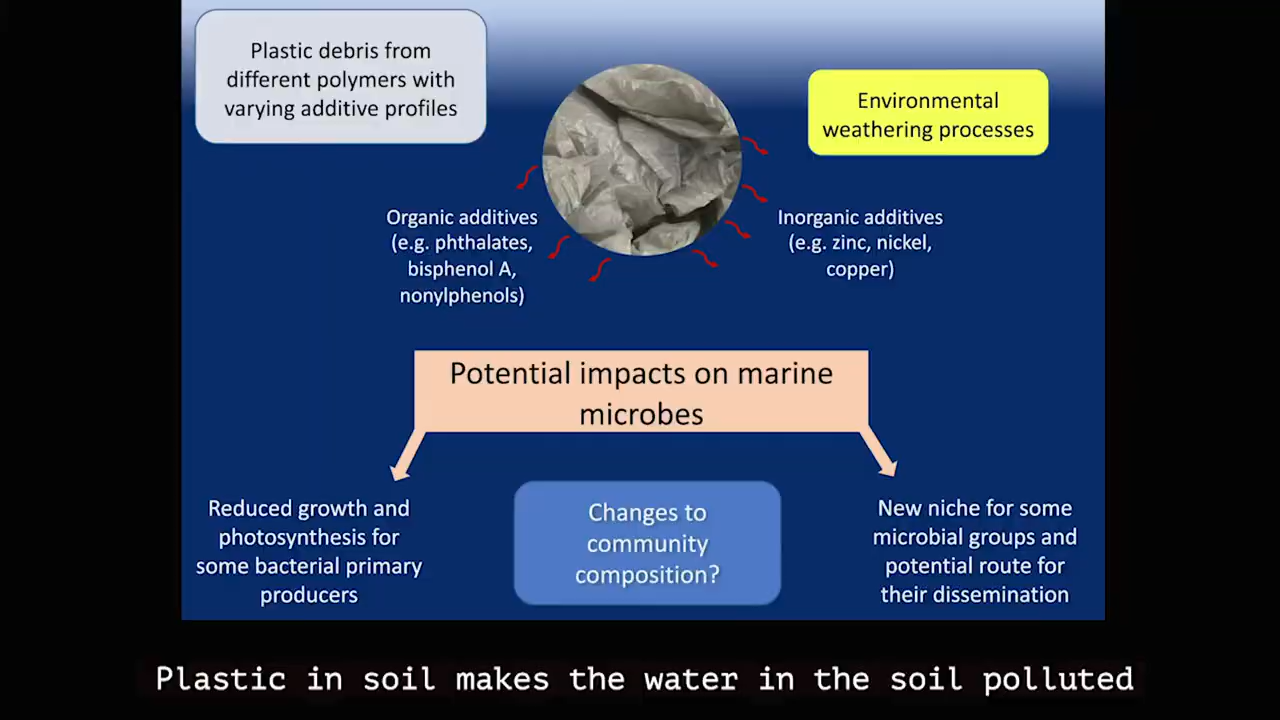 Plastic debris from
different polymers with
varying additive profiles
Environmental
weathering processes
Organic additives
(e.g. phthalates,
bisphenol A,
nonylphenols)
Inorganic additives
(e.g. zinc, nickel,
copper)
Potential impacts on marine
microbes
Reduced growth and
photosynthesis for
some bacterial primary
producers
Changes to
community
composition?
New niche for some
microbial groups and
potential route for
their dissemination
Plastic in soil makes the water in the soil polluted